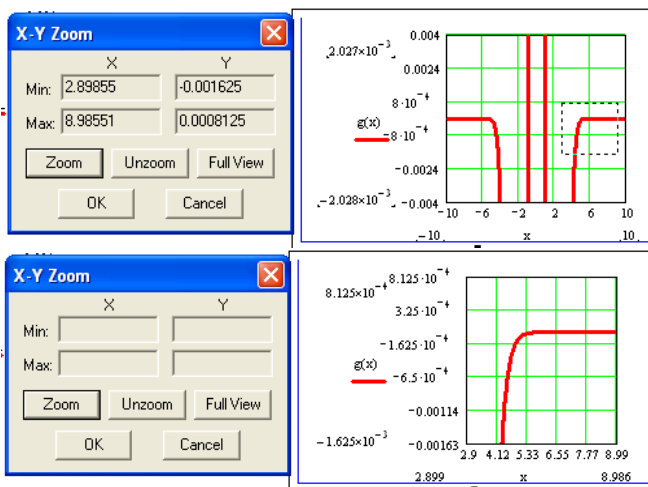 X-Y Zoom
X Y
Min: 2.89855 -0.001625
Max: 8.98551 0.0008125
Zoom Unzoom Full View
OK Cancel
2.027×10⁻³
0.004
0.0024
8·10⁻⁴
g(x)
-8·10⁻⁴
-0.0024
-2.028×10⁻³
-0.004
-10 -6 -2 2 6 10
-10 x 10
X-Y Zoom
X Y
Min:
Max:
Zoom Unzoom Full View
OK Cancel
8.125·10⁻⁴
8.125×10⁻⁴
3.25·10⁻⁴
-1.625·10⁻⁴
g(x)
-6.5·10⁻⁴
-0.00114
-1.625×10⁻³
-0.00163
2.9 4.12 5.33 6.55 7.77 8.99
2.899 x 8.986